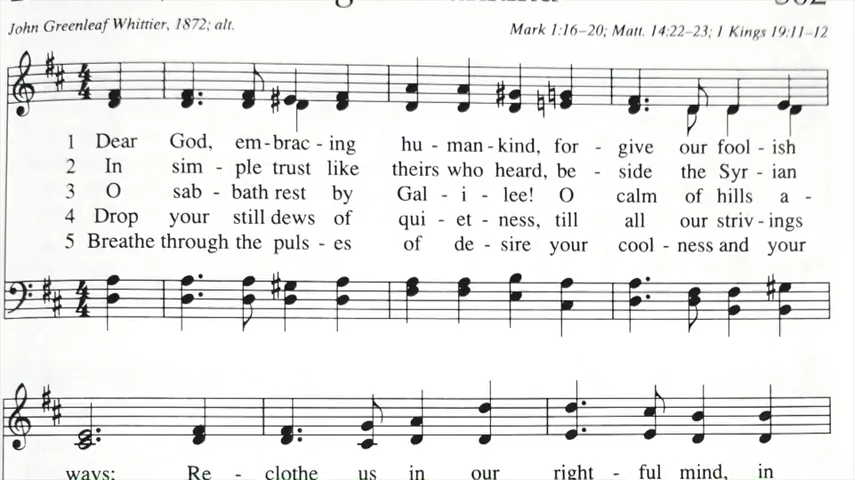 John Greenleaf Whittier, 1872; alt.
Mark 1:16–20; Matt. 14:22–23; 1 Kings 19:11–12
1 Dear God, em - brac - ing hu - man - kind, for - give our fool - ish
2 In sim - ple trust like theirs who heard, be - side the Syr - ian
3 O sab - bath rest by Gal - i - lee! O calm of hills a -
4 Drop your still dews of qui - et - ness, till all our striv - ings
5 Breathe through the puls - es of de - sire your cool - ness and your
ways; Re - clothe us in our right - ful mind, in